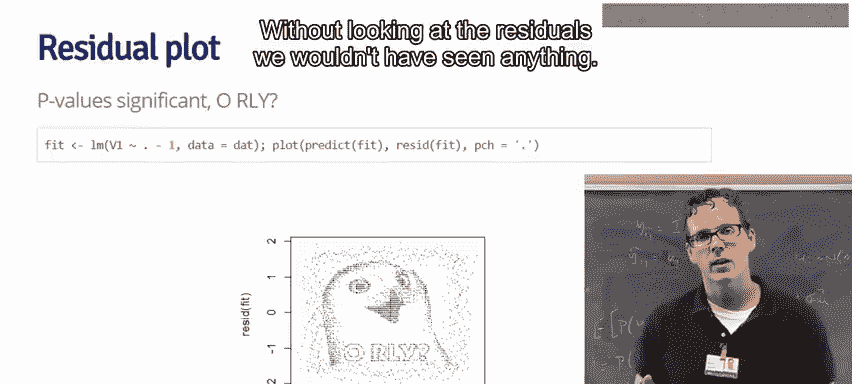 Residual plot
Without looking at the residuals
we wouldn't have seen anything.
P-values significant, O RLY?
fit <- lm(V1 ~ . - 1, data = dat); plot(predict(fit), resid(fit), pch = '.')
resid(fit)
2
1
0
-1
-2
O RLY?